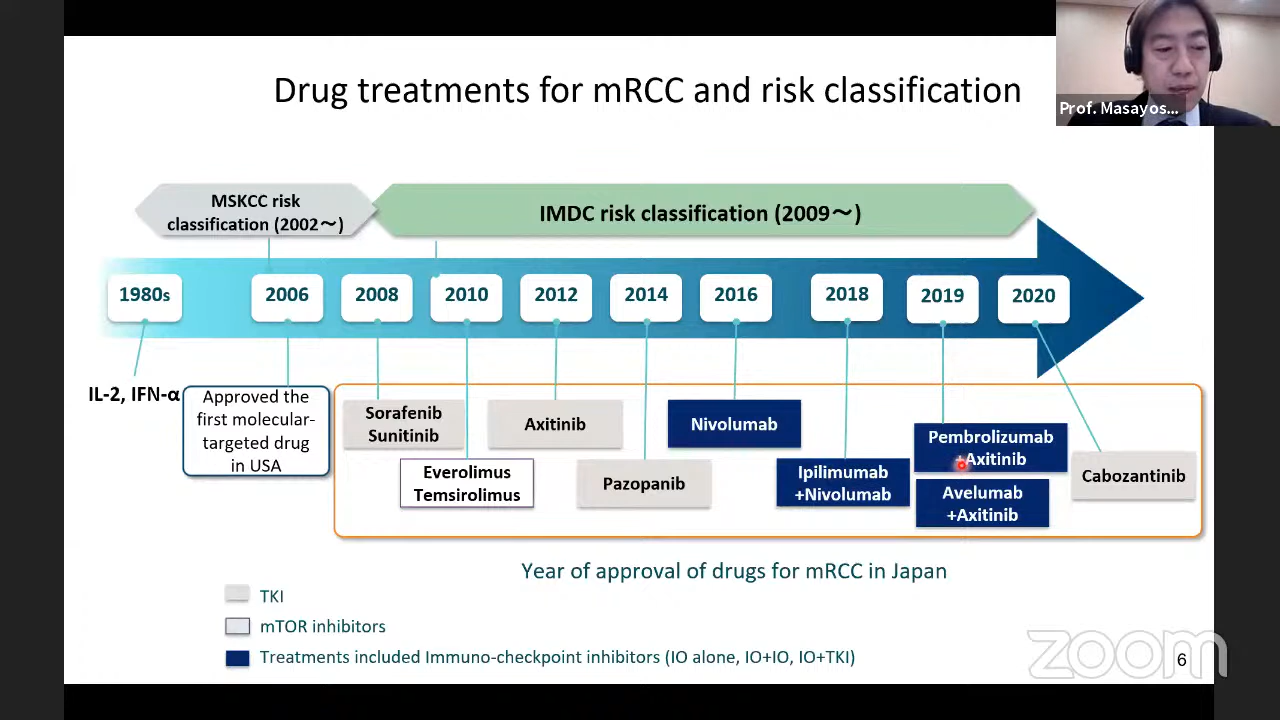 Drug treatments for mRCC and risk classification
Prof. Masayos...
MSKCC risk
classification (2002～)
IMDC risk classification (2009～)
1980s
2006
2008
2010
2012
2014
2016
2018
2019
2020
IL-2, IFN-α
Approved the
first molecular-
targeted drug
in USA
Sorafenib
Sunitinib
Everolimus
Temsirolimus
Axitinib
Pazopanib
Nivolumab
Ipilimumab
+Nivolumab
Pembrolizumab
+Axitinib
Avelumab
+Axitinib
Cabozantinib
Year of approval of drugs for mRCC in Japan
TKI
mTOR inhibitors
Treatments included Immuno-checkpoint inhibitors (IO alone, IO+IO, IO+TKI)
zoom
6